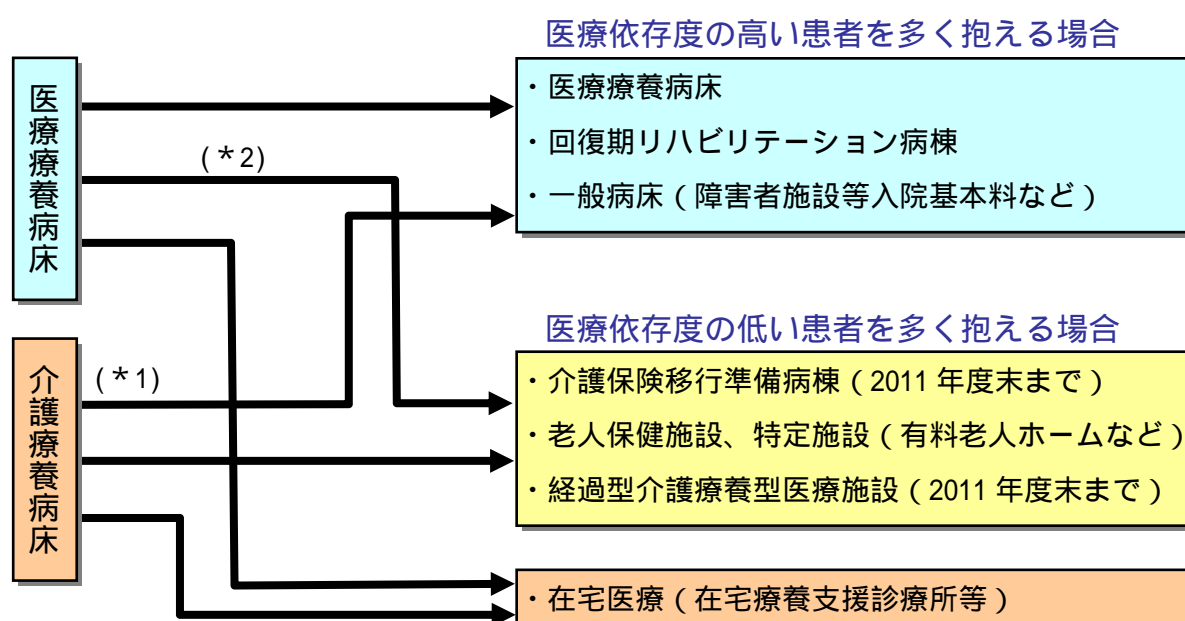 医療依存度の高い患者を多く抱える場合
医療療養病床
・医療療養病床
・回復期リハビリテーション病棟
・一般病床（障害者施設等入院基本料など）
(＊2)
医療依存度の低い患者を多く抱える場合
介護療養病床
(＊1)
・介護保険移行準備病棟（2011 年度末まで）
・老人保健施設、特定施設（有料老人ホームなど）
・経過型介護療養型医療施設（2011 年度末まで）
・在宅医療（在宅療養支援診療所等）